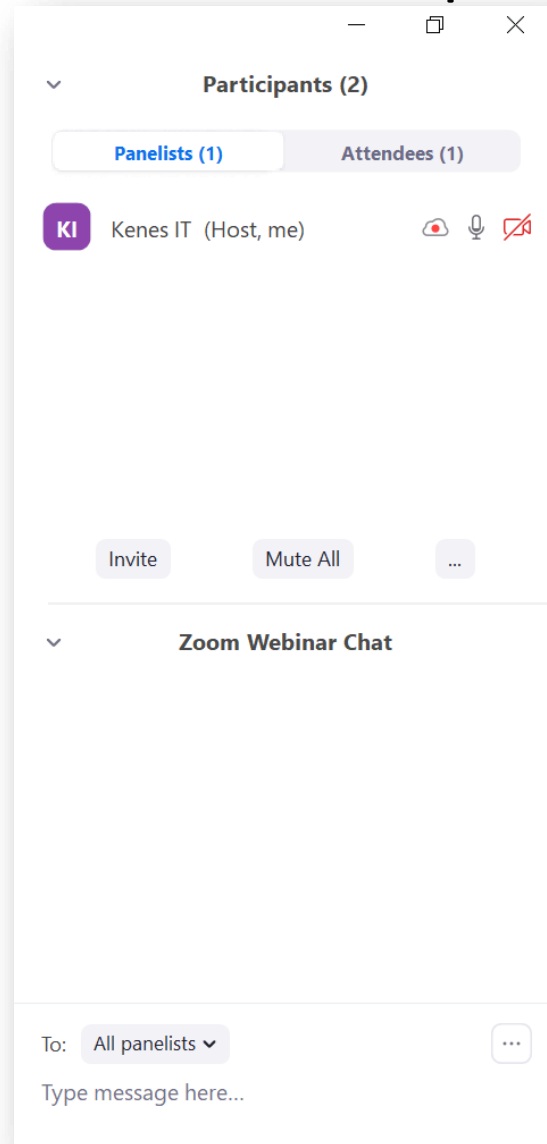 Participants (2)
Panelists (1) Attendees (1)
KI Kenes IT (Host, me)
Invite Mute All ...
Zoom Webinar Chat
To: All panelists ...
Type message here...